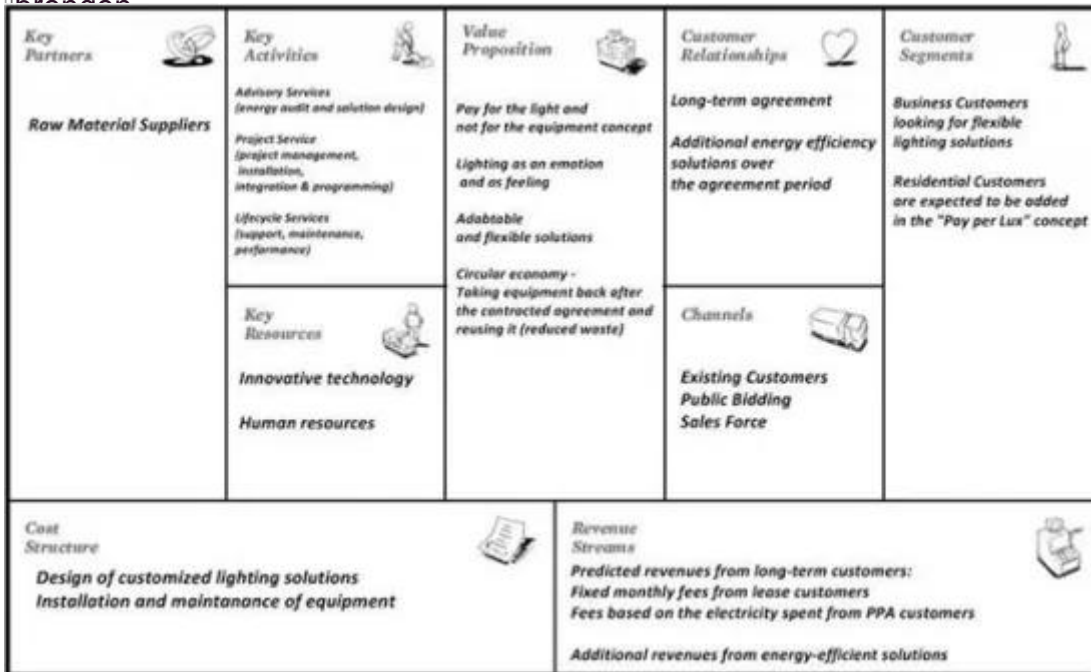 Key
Partners
Raw Material Suppliers
Key
Activities
Advisory Services
(energy audit and solution design)
Project Service
(project management,
installation,
integration & programming)
Lifecycle Services
(support, maintenance,
performance)
Key
Resources
Innovative technology
Human resources
Value
Proposition
Pay for the light and
not for the equipment concept
Lighting as an emotion
and as feeling
Adabtable
and flexible solutions
Circular economy -
Taking equipment back after
the contracted agreement and
reusing it (reduced waste)
Customer
Relationships
Long-term agreement
Additional energy efficiency
solutions over
the agreement period
Channels
Existing Customers
Public Bidding
Sales Force
Customer
Segments
Business Customers
looking for flexible
lighting solutions
Residential Customers
are expected to be added
in the "Pay per Lux" concept
Cost
Structure
Design of customized lighting solutions
Installation and maintanance of equipment
Revenue
Streams
Predicted revenues from long-term customers:
Fixed monthly fees from lease customers
Fees based on the electricity spent from PPA customers
Additional revenues from energy-efficient solutions